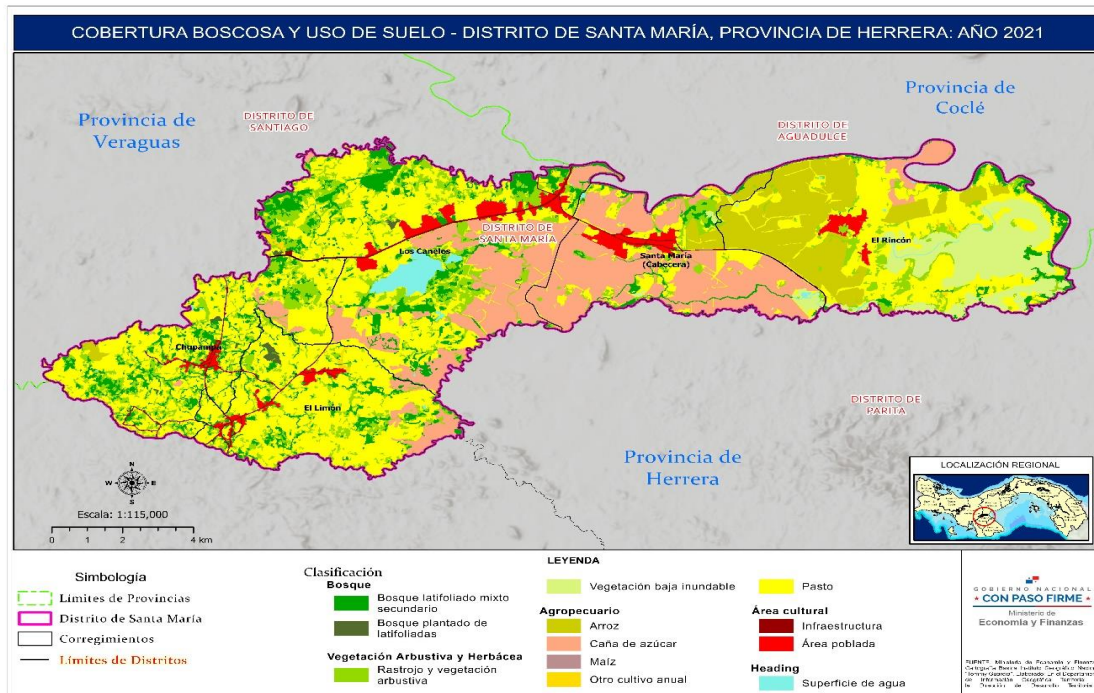 COBERTURA BOSCOSA Y USO DE SUELO - DISTRITO DE SANTA MARÍA, PROVINCIA DE HERRERA: AÑO 2021
Provincia de
Veraguas
DISTRITO DE
SANTIAGO
DISTRITO DE
AGUADULCE
Provincia de
Coclé
DISTRITO DE
SANTA MARÍA
Los Canelos
Santa María
(Cabecera)
El Rincón
Chupampa
El Limón
DISTRITO DE
PARITA
Provincia de
Herrera
N
W
E
S
Escala: 1:115,000
0 1 2 4 km
LOCALIZACIÓN REGIONAL
Simbología
Límites de Provincias
Distrito de Santa María
Corregimientos
Límites de Distritos
LEYENDA
Clasificación
Bosque
Bosque latifoliado mixto
secundario
Bosque plantado de
latifoliadas
Vegetación Arbustiva y Herbácea
Rastrojo y vegetación
arbustiva
Vegetación baja inundable
Agropecuario
Arroz
Caña de azúcar
Maíz
Otro cultivo anual
Pasto
Área cultural
Infraestructura
Área poblada
Heading
Superficie de agua
GOBIERNO NACIONAL
CON PASO FIRME
Ministerio de
Economía y Finanzas
FUENTE: Ministerio de Economía y Finanzas